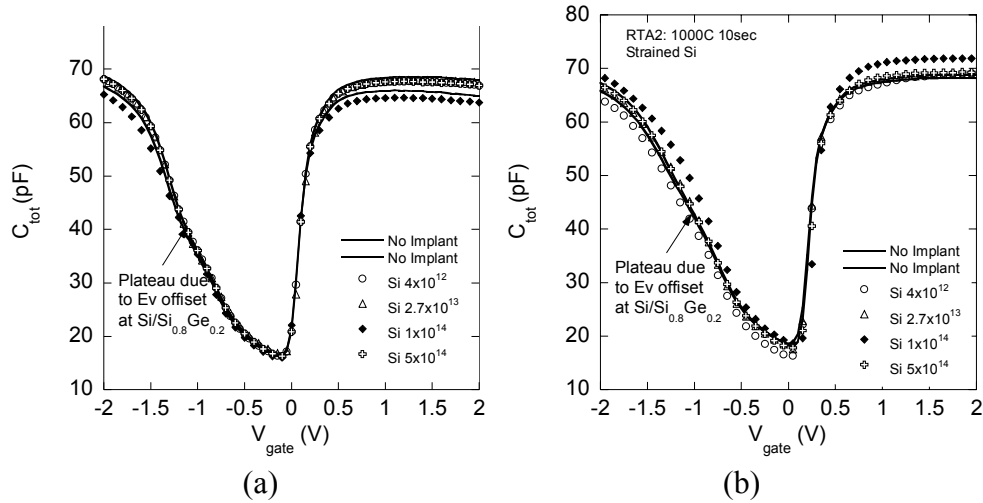 (a)
C_tot (pF)
70
60
50
40
30
20
10
-2 -1.5 -1 -0.5 0 0.5 1 1.5 2
V_gate (V)
Plateau due
to Ev offset
at Si/Si_0.8Ge_0.2
No Implant
No Implant
Si 4x10^12
Si 2.7x10^13
Si 1x10^14
Si 5x10^14
(a)
(b)
C_tot (pF)
80
70
60
50
40
30
20
10
-2 -1.5 -1 -0.5 0 0.5 1 1.5 2
V_gate (V)
RTA2: 1000C 10sec
Strained Si
Plateau due
to Ev offset
at Si/Si_0.8Ge_0.2
No Implant
No Implant
Si 4x10^12
Si 2.7x10^13
Si 1x10^14
Si 5x10^14
(b)